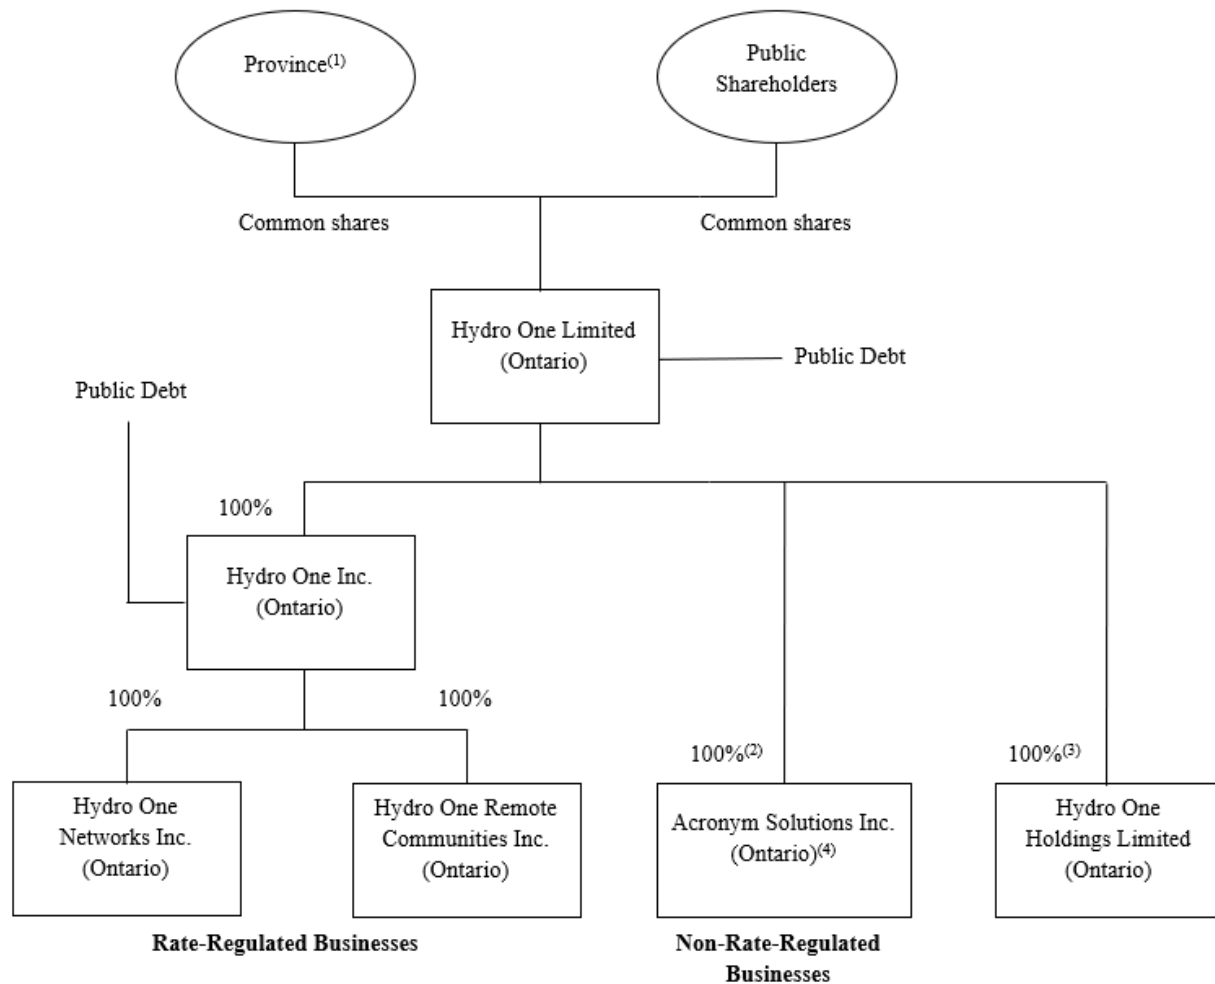 Province(1)
Public
Shareholders
Common shares
Common shares
Hydro One Limited
(Ontario)
Public Debt
Public Debt
100%
Hydro One Inc.
(Ontario)
100%
100%
100%(2)
100%(3)
Hydro One
Networks Inc.
(Ontario)
Hydro One Remote
Communities Inc.
(Ontario)
Acronym Solutions Inc.
(Ontario)(4)
Hydro One
Holdings Limited
(Ontario)
Rate-Regulated Businesses
Non-Rate-Regulated
Businesses